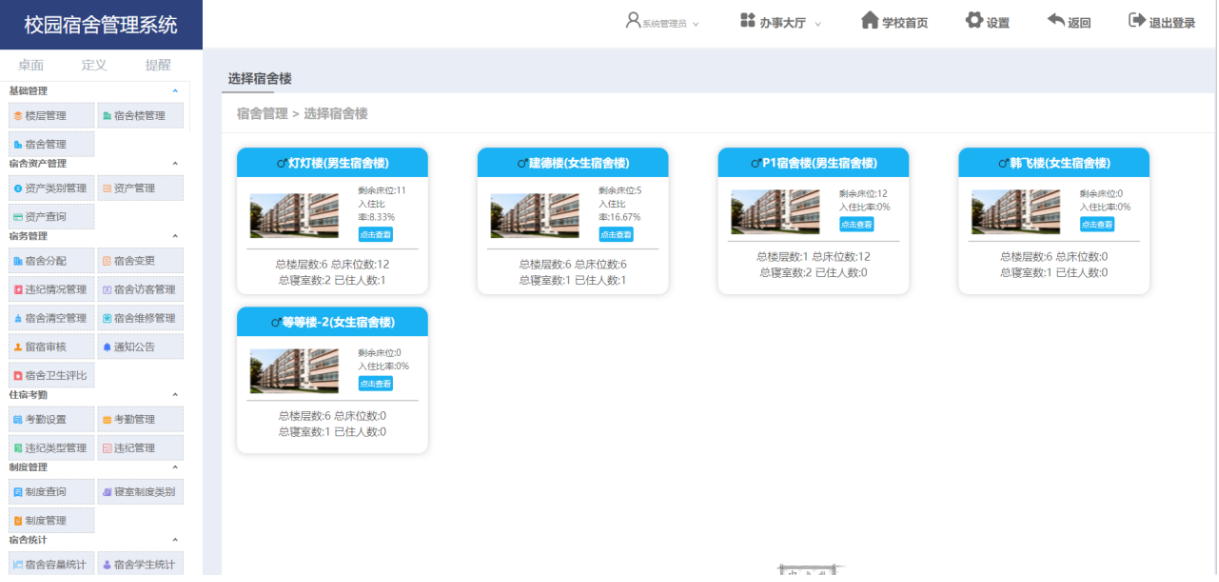 校园宿舍管理系统
系统管理员
办事大厅
学校首页
设置
返回
退出登录
桌面 定义 提醒
基础管理
楼层管理 宿舍楼管理
宿舍管理
宿舍资产管理
资产类别管理 资产管理
资产查询
宿务管理
宿舍分配 宿舍变更
违纪情况管理 宿舍访客管理
宿舍清空管理 宿舍维修管理
留宿审核 通知公告
宿舍卫生评比
住宿考勤
考勤设置 考勤管理
违纪类型管理 违纪管理
制度管理
制度查询 寝室制度类别
制度管理
宿舍统计
宿舍容量统计 宿舍学生统计
选择宿舍楼
宿舍管理 > 选择宿舍楼
灯灯楼(男生宿舍楼)
剩余床位:11
入住比
率:8.33%
点击查看
总楼层数:6 总床位数:12
总寝室数:2 已住人数:1
建德楼(女生宿舍楼)
剩余床位:5
入住比
率:16.67%
点击查看
总楼层数:6 总床位数:6
总寝室数:1 已住人数:1
P1宿舍楼(男生宿舍楼)
剩余床位:12
入住比率:0%
点击查看
总楼层数:1 总床位数:12
总寝室数:2 已住人数:0
韩飞楼(女生宿舍楼)
剩余床位:0
入住比率:0%
点击查看
总楼层数:6 总床位数:0
总寝室数:1 已住人数:0
等等楼-2(女生宿舍楼)
剩余床位:0
入住比率:0%
点击查看
总楼层数:6 总床位数:0
总寝室数:1 已住人数:0